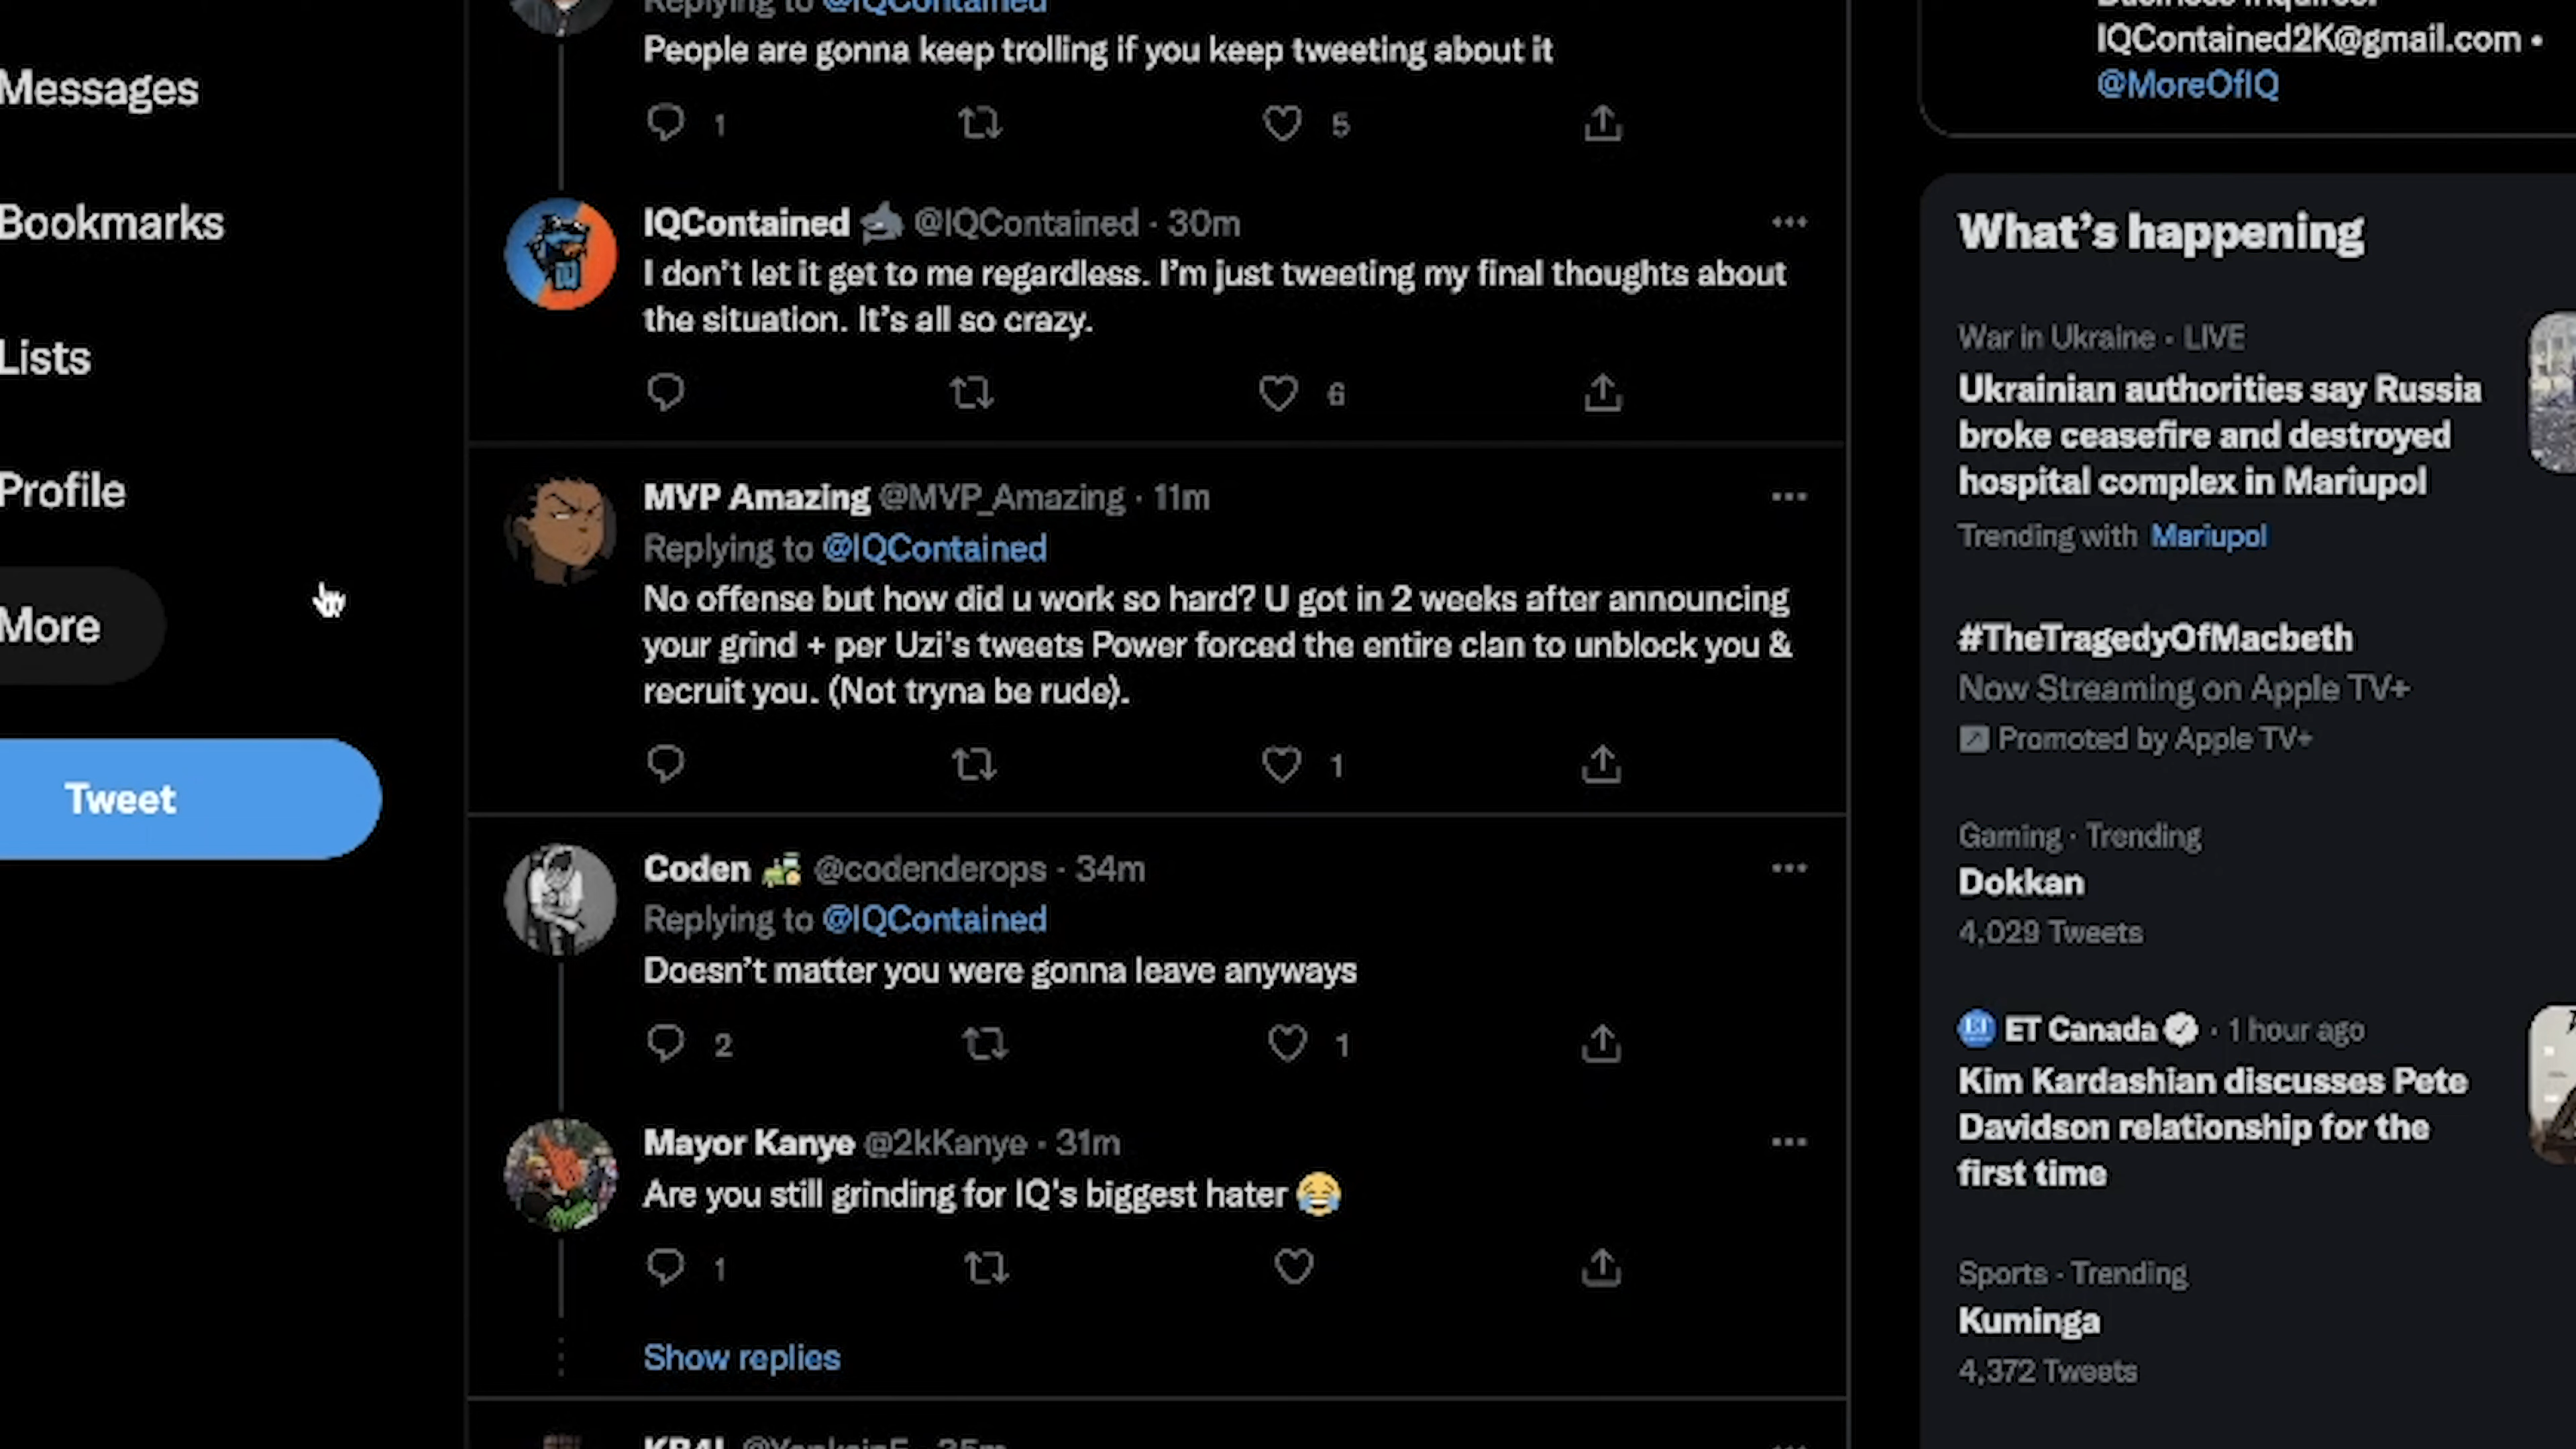 Messages
Bookmarks
Lists
Profile
More
Tweet
Replying to @IQContained
People are gonna keep trolling if you keep tweeting about it
1
5
IQContained @IQContained · 30m
I don't let it get to me regardless. I'm just tweeting my final thoughts about
the situation. It's all so crazy.
6
MVP Amazing @MVP_Amazing · 11m
Replying to @IQContained
No offense but how did u work so hard? U got in 2 weeks after announcing
your grind + per Uzi's tweets Power forced the entire clan to unblock you &
recruit you. (Not tryna be rude).
1
Coden @codenderops · 34m
Replying to @IQContained
Doesn't matter you were gonna leave anyways
2
1
Mayor Kanye @2kKanye · 31m
Are you still grinding for IQ's biggest hater 😂
1
Show replies
Business Inquires:
IQContained2K@gmail.com •
@MoreOfIQ
What's happening
War in Ukraine · LIVE
Ukrainian authorities say Russia
broke ceasefire and destroyed
hospital complex in Mariupol
Trending with Mariupol
#TheTragedyOfMacbeth
Now Streaming on Apple TV+
Promoted by Apple TV+
Gaming · Trending
Dokkan
4,029 Tweets
ET Canada · 1 hour ago
Kim Kardashian discusses Pete
Davidson relationship for the
first time
Sports · Trending
Kuminga
4,372 Tweets